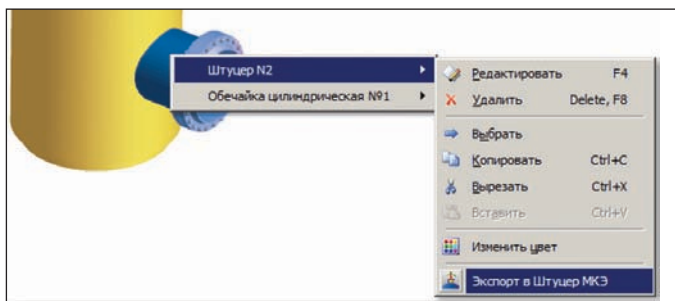 Штуцер N2
Обечайка цилиндрическая №1
Редактировать F4
Удалить Delete, F8
Выбрать
Копировать Ctrl+C
Вырезать Ctrl+X
Вставить Ctrl+V
Изменить цвет
Экспорт в Штуцер МКЭ